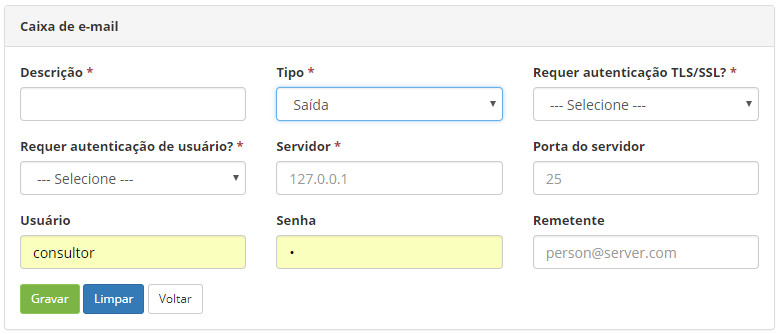 Caixa de e-mail
Descrição * Tipo * Requer autenticação TLS/SSL? *
Saída --- Selecione ---
Requer autenticação de usuário? * Servidor * Porta do servidor
--- Selecione --- 127.0.0.1 25
Usuário Senha Remetente
consultor • person@server.com
Gravar Limpar Voltar